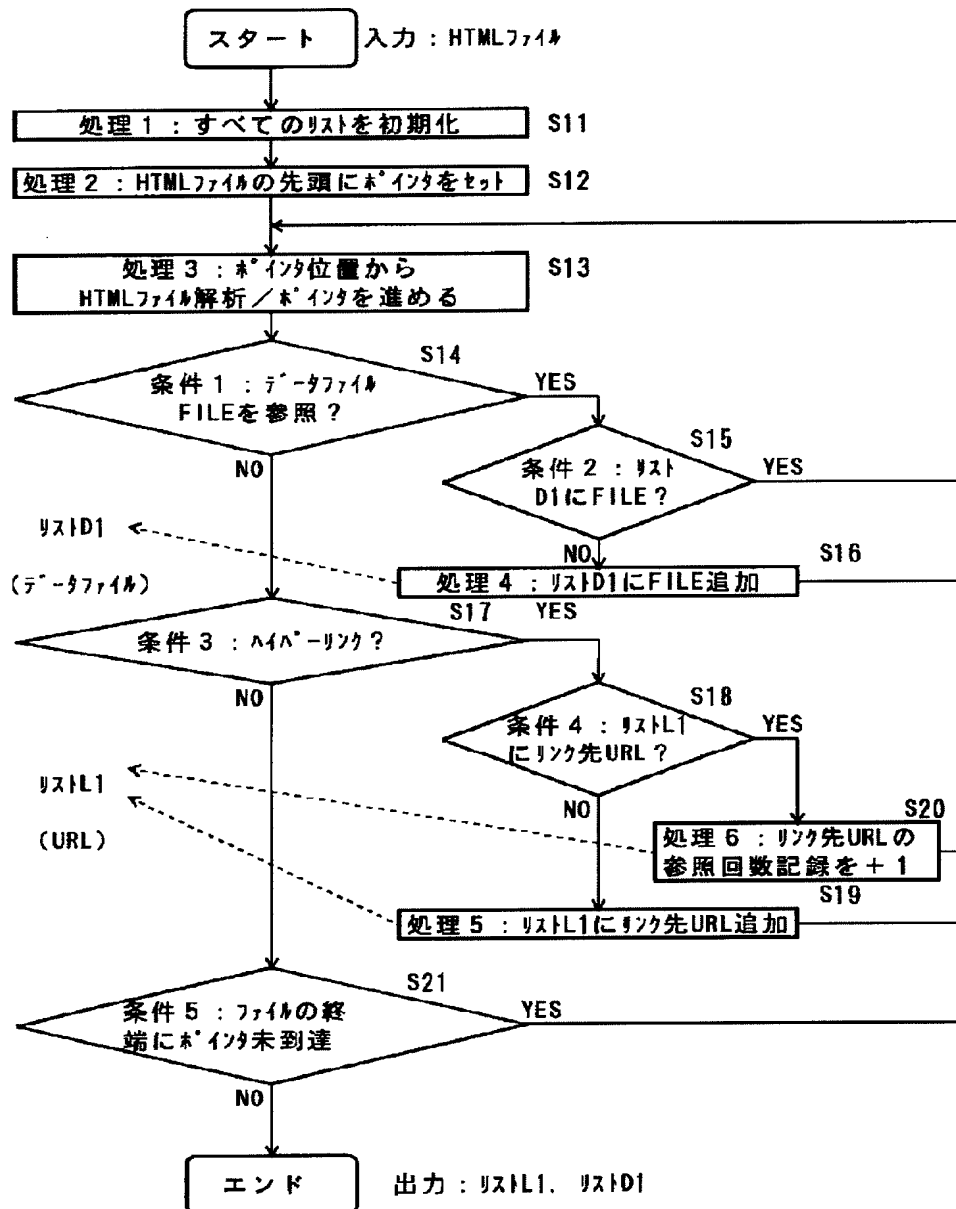 スタート
入力：HTMLﾌｧｲﾙ
処理１：すべてのﾘｽﾄを初期化
S11
処理２：HTMLﾌｧｲﾙの先頭にﾎﾟｲﾝﾀをｾｯﾄ
S12
処理３：ﾎﾟｲﾝﾀ位置から
HTMLﾌｧｲﾙ解析／ﾎﾟｲﾝﾀを進める
S13
S14
条件１：ﾃﾞｰﾀﾌｧｲﾙ
FILEを参照？
YES
NO
S15
条件２：ﾘｽﾄ
D1にFILE？
YES
NO
ﾘｽﾄD1
(ﾃﾞｰﾀﾌｧｲﾙ)
S16
処理４：ﾘｽﾄD1にFILE追加
S17
YES
条件３：ﾊｲﾊﾟｰﾘﾝｸ？
NO
S18
条件４：ﾘｽﾄL1
にﾘﾝｸ先URL？
YES
NO
ﾘｽﾄL1
(URL)
S20
処理６：ﾘﾝｸ先URLの
参照回数記録を＋１
S19
処理５：ﾘｽﾄL1にﾘﾝｸ先URL追加
S21
条件５：ﾌｧｲﾙの終
端にﾎﾟｲﾝﾀ未到達
YES
NO
エンド
出力：ﾘｽﾄL1. ﾘｽﾄD1